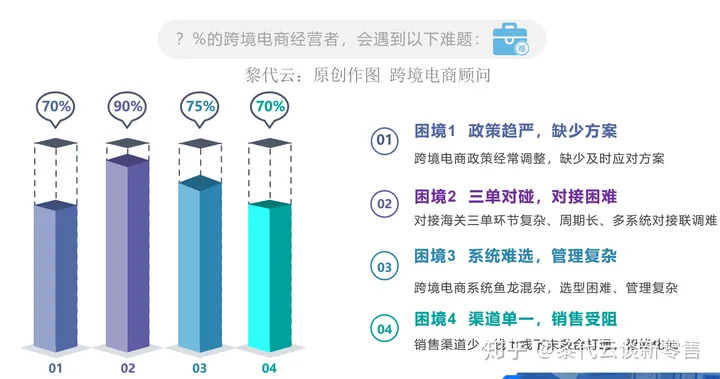 ？%的跨境电商经营者，会遇到以下难题：
难
黎代云：原创作图 跨境电商顾问
70% 90% 75% 70%
01 02 03 04
01 困境1 政策趋严，缺少方案
跨境电商政策经常调整，缺少及时应对方案
02 困境2 三单对碰，对接困难
对接海关三单环节复杂、周期长、多系统对接联调难
03 困境3 系统难选，管理复杂
跨境电商系统鱼龙混杂，选型困难、管理复杂
04 困境4 渠道单一，销售受阻
销售渠道少，
知乎 @黎代云谈新零售